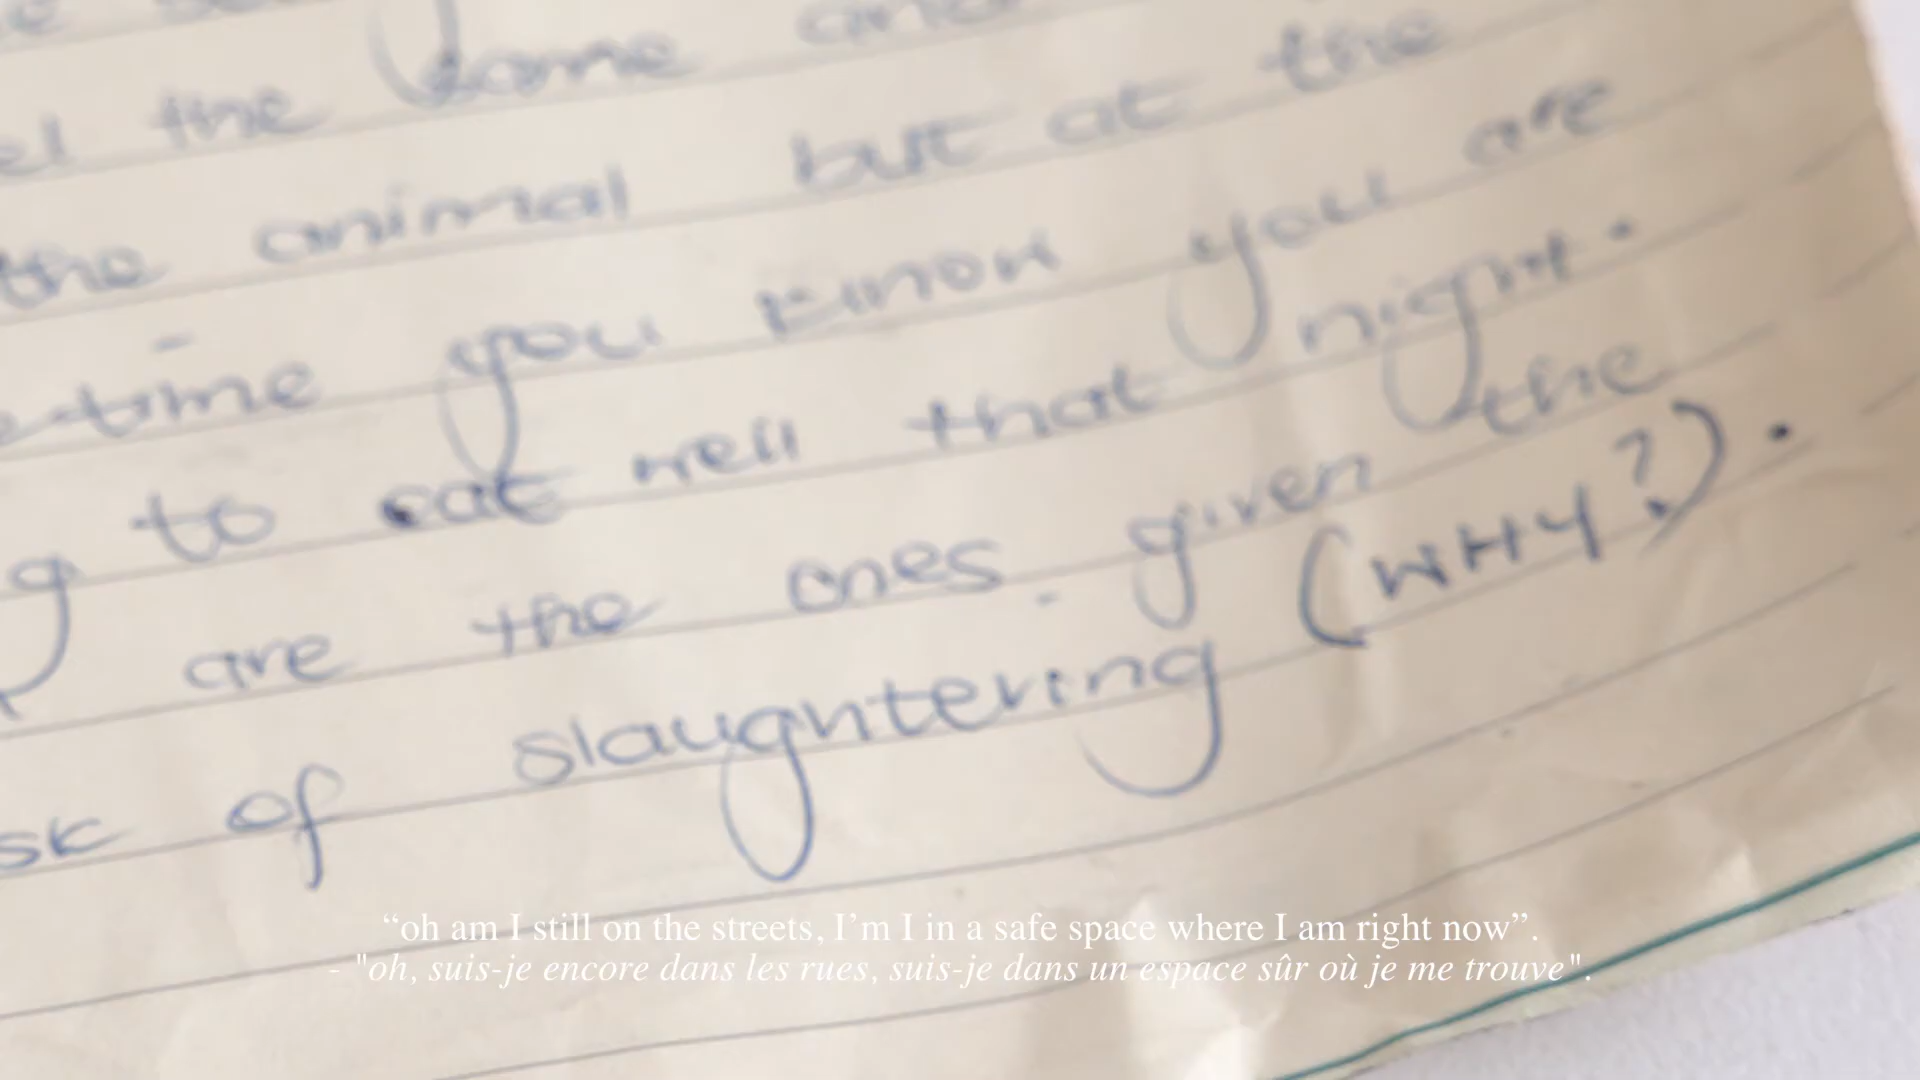 the same and
the animal but at the
time you know you are
to eat well that night.
are the ones given the
of slaughtering (WHY?).
“oh am I still on the streets, I’m I in a safe space where I am right now”.
- "oh, suis-je encore dans les rues, suis-je dans un espace sûr où je me trouve".